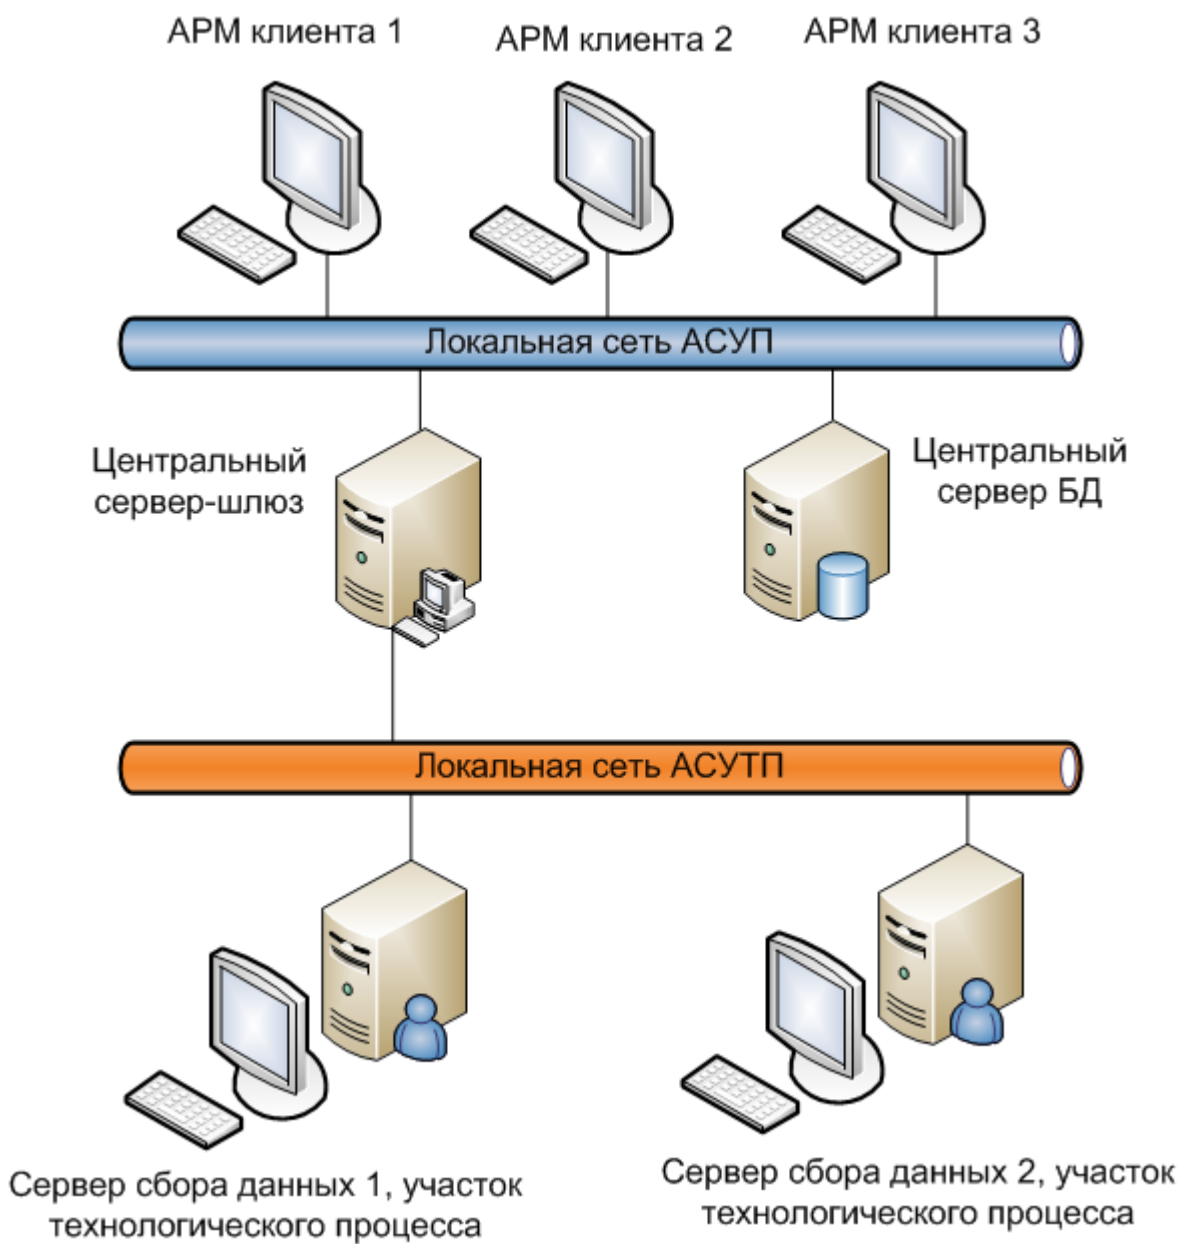 АРМ клиента 1
АРМ клиента 2
АРМ клиента 3
Локальная сеть АСУП
Центральный
сервер-шлюз
Центральный
сервер БД
Локальная сеть АСУТП
Сервер сбора данных 1, участок
технологического процесса
Сервер сбора данных 2, участок
технологического процесса